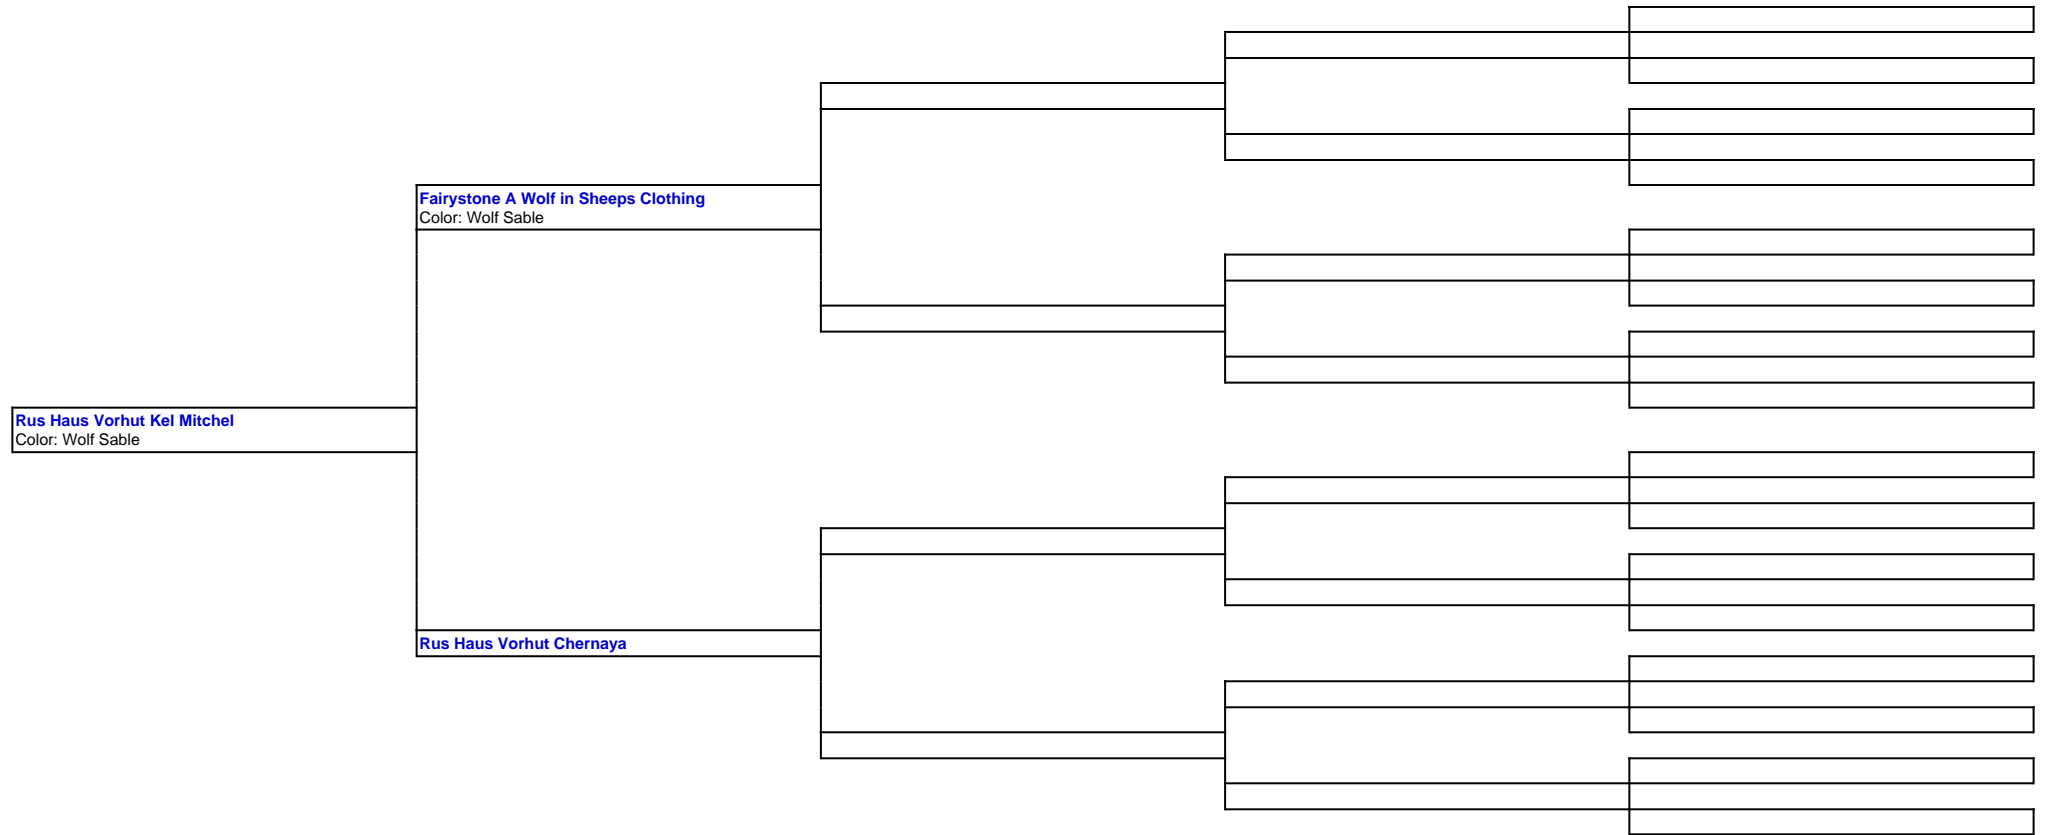 Fairystone A Wolf in Sheeps Clothing
Color: Wolf Sable
Rus Haus Vorhut Kel Mitchel
Color: Wolf Sable
Rus Haus Vorhut Chernaya